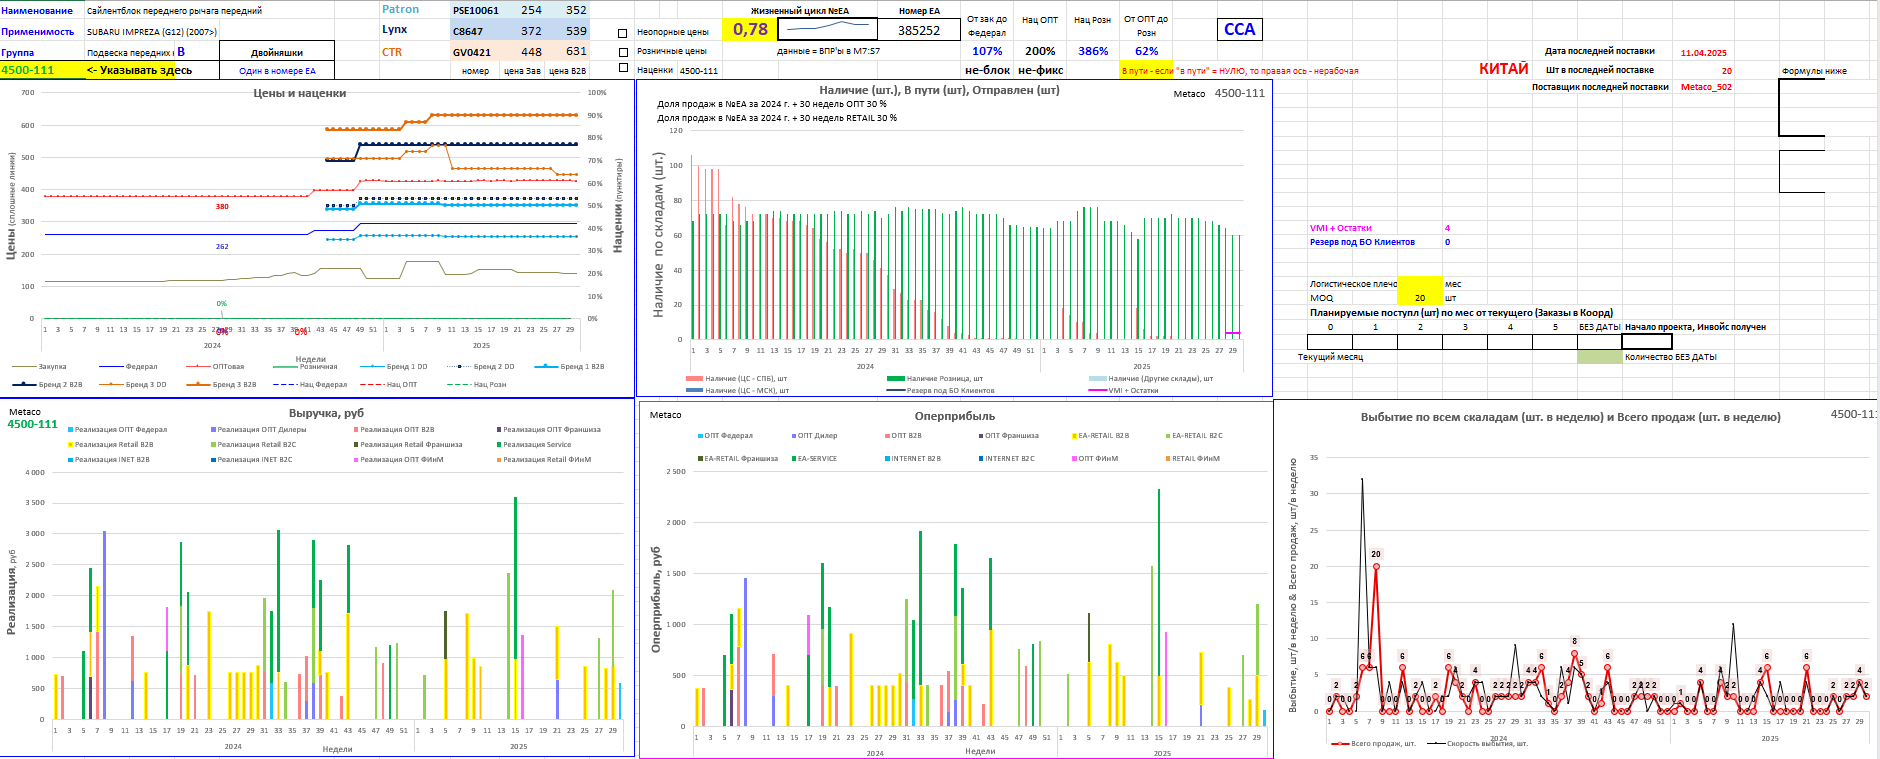 Наименование Сайлентблок переднего рычага передний Patron PSE10061 254 352 Жизненный цикл №ЕА Номер ЕА От зак до Федерал Нац ОПТ Нац Розн От ОПТ до Розн
Применимость SUBARU IMPREZA (G12) (2007>) Lynx C8647 372 539 Неопорные цены 0,78 385252 ССА
Группа Подвеска передних к B Двойняшки CTR GV0421 448 631 Розничные цены данные = ВПР'ы в М7:S7 107% 200% 386% 62% Дата последней поставки 11.04.2025
4500-111 <- Указывать здесь Один в номере ЕА номер цена Зав цена B2B Наценки 4500-111 не-блок не-фикс В пути - если "в пути" = НУЛЮ, то правая ось - нерабочая КИТАЙ Шт в последней поставке 20 Формулы ниже
Поставщик последней поставки Metaco_502
Цены и наценки
Цены (сплошные линии)
700 600 500 400 300 200 100 0
100% 90% 80% 70% 60% 50% 40% 30% 20% 10% 0%
Наценки (пунктиры)
380
262
0%
0% 0%
1 3 5 7 9 11 13 15 17 19 21 23 25 27 29 31 33 35 37 39 41 43 45 47 49 51 1 3 5 7 9 11 13 15 17 19 21 23 25 27 29
2024 2025
Недели
Закупка Федерал ОПТовая Розничная Бренд 1 DD Бренд 2 DD Бренд 1 B2B
Бренд 2 B2B Бренд 3 DD Бренд 3 B2B Нац Федерал Нац ОПТ Нац Розн
Наличие (шт.), В пути (шт), Отправлен (шт)
Metaco 4500-111
Доля продаж в №ЕА за 2024 г. + 30 недель ОПТ 30 %
Доля продаж в №ЕА за 2024 г. + 30 недель RETAIL 30 %
Наличие по складам (шт.)
120 100 80 60 40 20 0
1 3 5 7 9 11 13 15 17 19 21 23 25 27 29 31 33 35 37 39 41 43 45 47 49 51 1 3 5 7 9 11 13 15 17 19 21 23 25 27 29
2024 2025
Наличие (ЦС - СПБ), шт Наличие Розница, шт Наличие (Другие склады), шт
Наличие (ЦС - МСК), шт Резерв под БО Клиентов VMI + Остатки
VMI + Остатки 4
Резерв под БО Клиентов 0
Логистическое плечо мес
MOQ 20 шт
Планируемые поступл (шт) по мес от текущего (Заказы в Коорд)
0 1 2 3 4 5 БЕЗ ДАТЫ Начало проекта, Инвойс получен
Текущий месяц Количество БЕЗ ДАТЫ
Metaco
4500-111
Выручка, руб
Реализация ОПТ Федерал Реализация ОПТ Дилеры Реализация ОПТ B2B Реализация ОПТ Франшиза
Реализация Retail B2B Реализация Retail B2C Реализация Retail Франшиза Реализация Service
Реализация INET B2B Реализация INET B2C Реализация ОПТ ФИнМ Реализация Retail ФИнМ
Реализация, руб
4 000 3 500 3 000 2 500 2 000 1 500 1 000 500 0
1 3 5 7 9 11 13 15 17 19 21 23 25 27 29 31 33 35 37 39 41 43 45 47 49 51 1 3 5 7 9 11 13 15 17 19 21 23 25 27 29
2024 Недели 2025
Metaco
Оперприбыль
ОПТ Федерал ОПТ Дилер ОПТ B2B ОПТ Франшиза EA-RETAIL B2B EA-RETAIL B2C
EA-RETAIL Франшиза EA-SERVICE INTERNET B2B INTERNET B2C ОПТ ФИнМ RETAIL ФИнМ
Оперприбыль, руб
2 500 2 000 1 500 1 000 500 0
1 3 5 7 9 11 13 15 17 19 21 23 25 27 29 31 33 35 37 39 41 43 45 47 49 51 1 3 5 7 9 11 13 15 17 19 21 23 25 27 29
2024 Недели 2025
Выбытие по всем скаладам (шт. в неделю) и Всего продаж (шт. в неделю)
4500-111
Выбытие, шт/в неделю & Всего продаж, шт/в неделю
35 30 25 20 15 10 5 0
20
1 3 5 7 9 11 13 15 17 19 21 23 25 27 29 31 33 35 37 39 41 43 45 47 49 51 1 3 5 7 9 11 13 15 17 19 21 23 25 27 29
2024 2025
Всего продаж, шт. Скорость выбытия, шт.